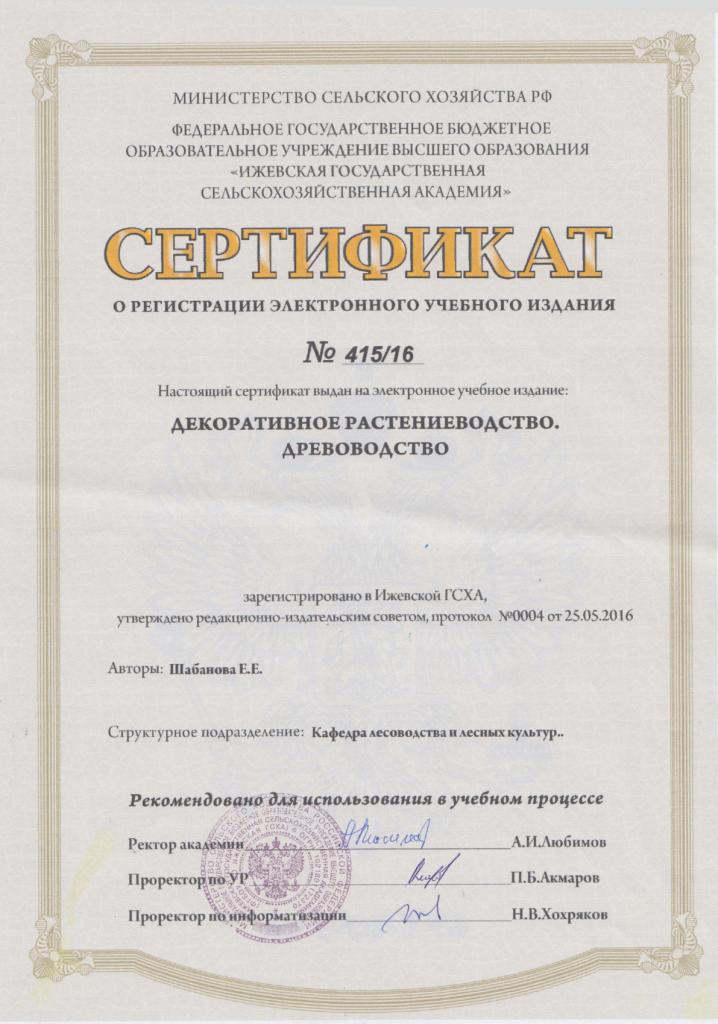 МИНИСТЕРСТВО СЕЛЬСКОГО ХОЗЯЙСТВА РФ
ФЕДЕРАЛЬНОЕ ГОСУДАРСТВЕННОЕ БЮДЖЕТНОЕ
ОБРАЗОВАТЕЛЬНОЕ УЧРЕЖДЕНИЕ ВЫСШЕГО ОБРАЗОВАНИЯ
«ИЖЕВСКАЯ ГОСУДАРСТВЕННАЯ
СЕЛЬСКОХОЗЯЙСТВЕННАЯ АКАДЕМИЯ»
СЕРТИФИКАТ
О РЕГИСТРАЦИИ ЭЛЕКТРОННОГО УЧЕБНОГО ИЗДАНИЯ
№ 415/16
Настоящий сертификат выдан на электронное учебное издание:
ДЕКОРАТИВНОЕ РАСТЕНИЕВОДСТВО.
ДРЕВОВОДСТВО
зарегистрировано в Ижевской ГСХА,
утверждено редакционно-издательским советом, протокол №0004 от 25.05.2016
Авторы: Шабанова Е.Е.
Структурное подразделение: Кафедра лесоводства и лесных культур..
Рекомендовано для использования в учебном процессе
Ректор академии А.И.Любимов
Проректор по УР П.Б.Акмаров
Проректор по информатизации Н.В.Хохряков